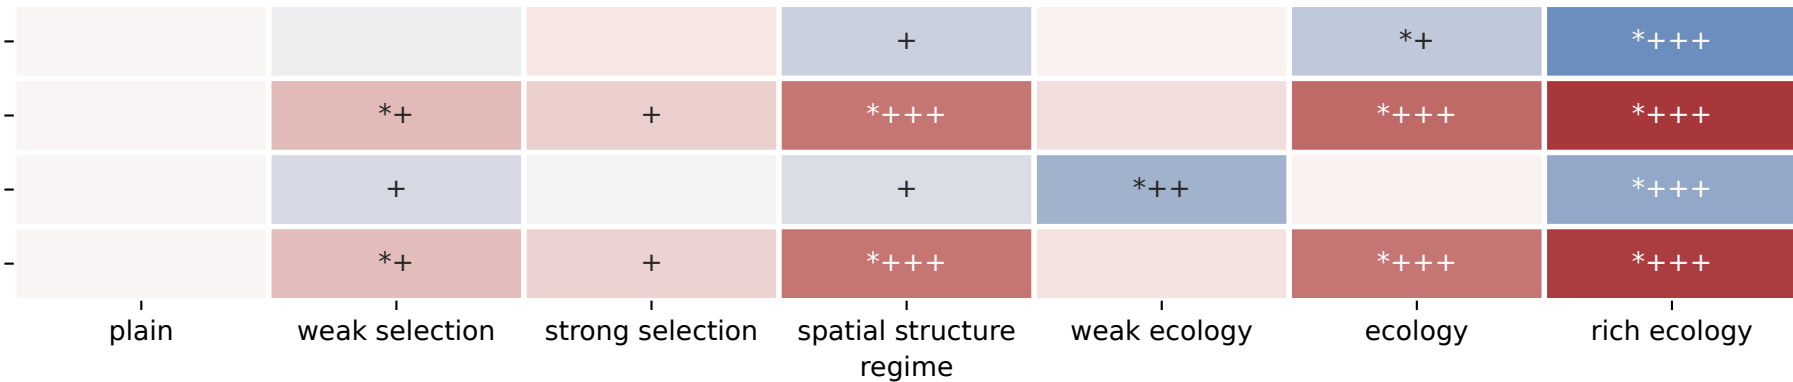 + *+ *+++
*+ + *+++ *+++ *+++
+ + *++ *+++
*+ + *+++ *+++ *+++
plain weak selection strong selection spatial structure weak ecology ecology rich ecology
regime